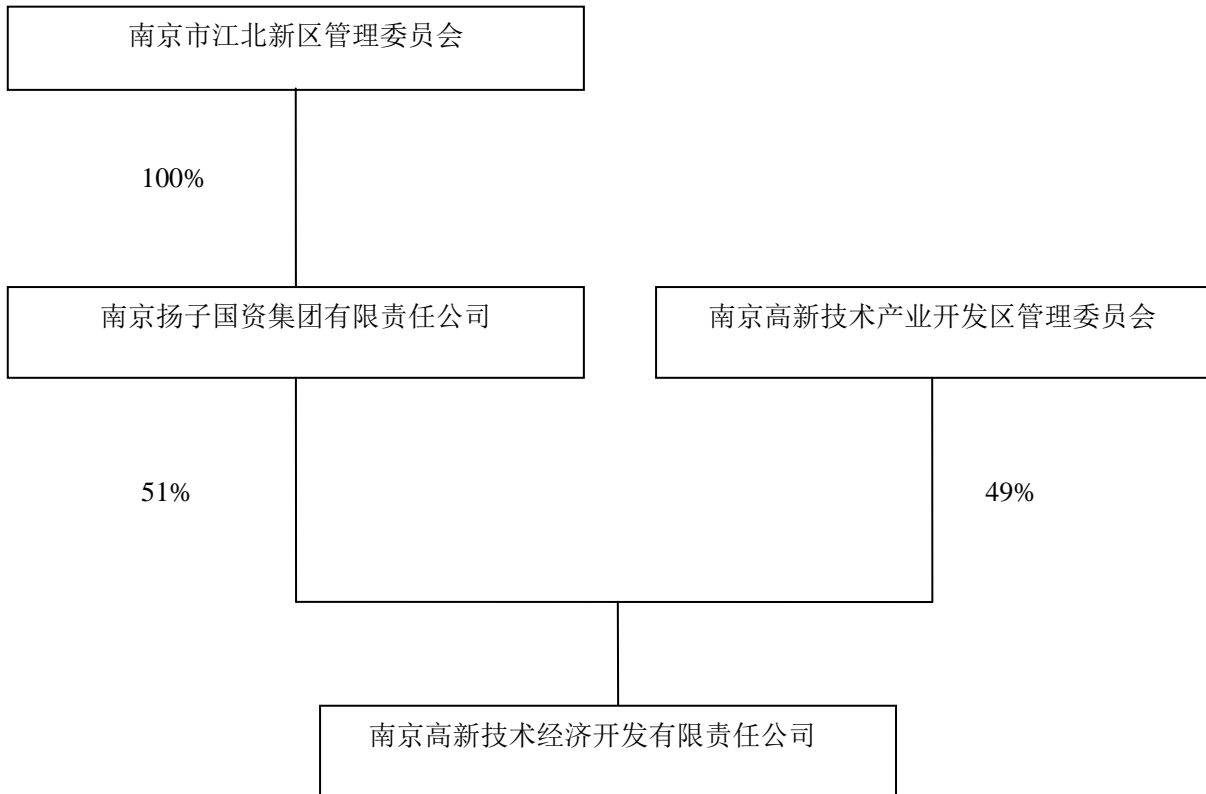 南京市江北新区管理委员会
100%
南京扬子国资集团有限责任公司
南京高新技术产业开发区管理委员会
51%
49%
南京高新技术经济开发有限责任公司